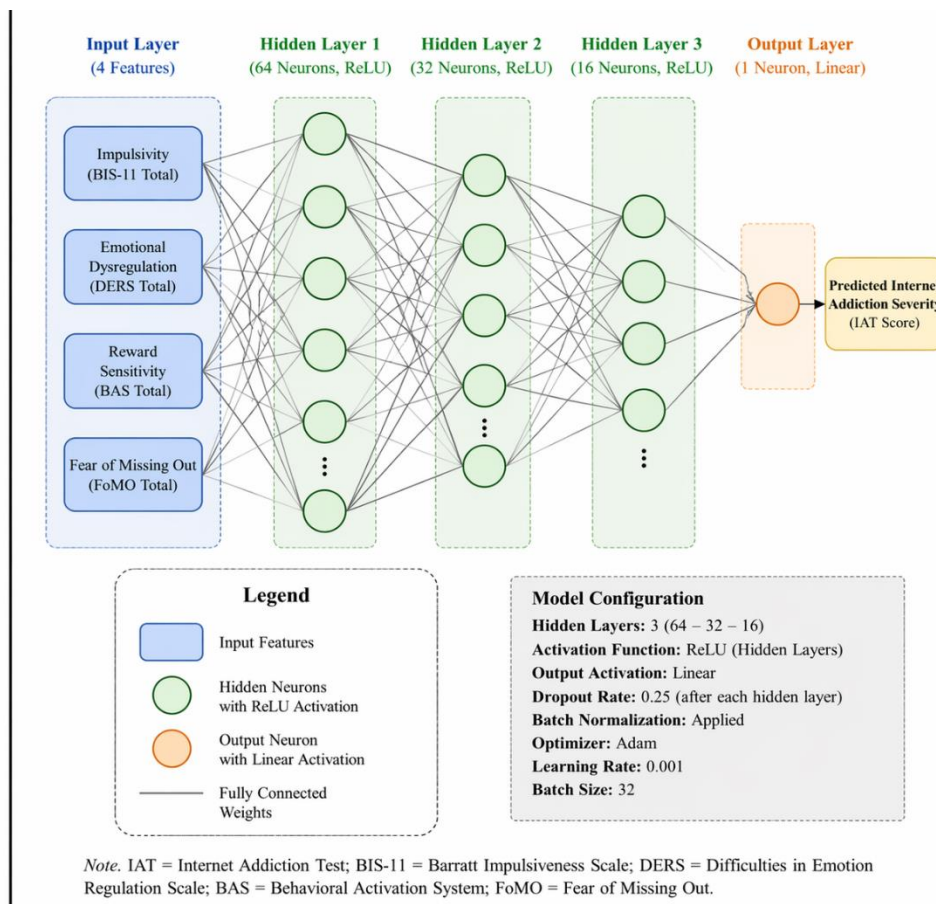 Input Layer
(4 Features)
Hidden Layer 1
(64 Neurons, ReLU)
Hidden Layer 2
(32 Neurons, ReLU)
Hidden Layer 3
(16 Neurons, ReLU)
Output Layer
(1 Neuron, Linear)
Impulsivity
(BIS-11 Total)
Emotional
Dysregulation
(DERS Total)
Reward
Sensitivity
(BAS Total)
Fear of Missing Out
(FoMO Total)
Predicted Interne
Addiction Severity
(IAT Score)
Legend
Input Features
Hidden Neurons
with ReLU Activation
Output Neuron
with Linear Activation
Fully Connected
Weights
Model Configuration
Hidden Layers: 3 (64 – 32 – 16)
Activation Function: ReLU (Hidden Layers)
Output Activation: Linear
Dropout Rate: 0.25 (after each hidden layer)
Batch Normalization: Applied
Optimizer: Adam
Learning Rate: 0.001
Batch Size: 32
Note. IAT = Internet Addiction Test; BIS-11 = Barratt Impulsiveness Scale; DERS = Difficulties in Emotion
Regulation Scale; BAS = Behavioral Activation System; FoMO = Fear of Missing Out.